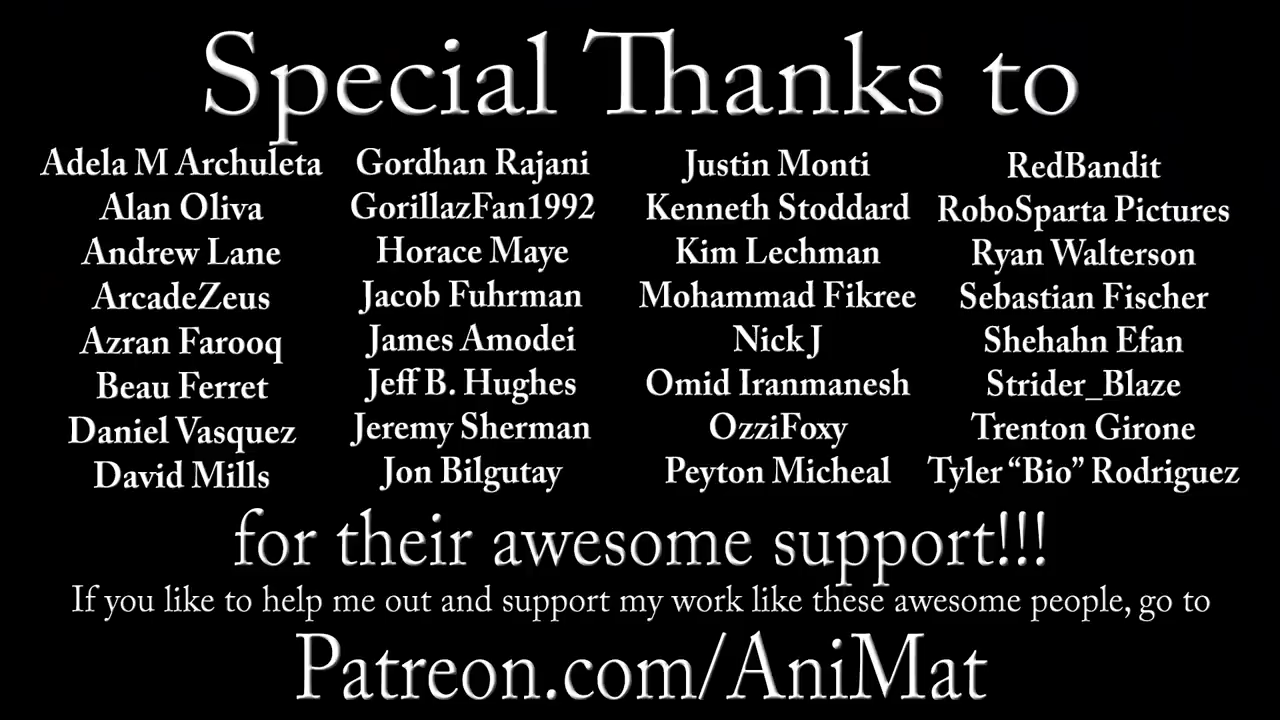 Special Thanks to
Adela M Archuleta
Alan Oliva
Andrew Lane
ArcadeZeus
Azran Farooq
Beau Ferret
Daniel Vasquez
David Mills
Gordhan Rajani
GorillazFan1992
Horace Maye
Jacob Fuhrman
James Amodei
Jeff B. Hughes
Jeremy Sherman
Jon Bilgutay
Justin Monti
Kenneth Stoddard
Kim Lechman
Mohammad Fikree
Nick J
Omid Iranmanesh
OzziFoxy
Peyton Micheal
RedBandit
RoboSparta Pictures
Ryan Walterson
Sebastian Fischer
Shehahn Efan
Strider_Blaze
Trenton Girone
Tyler “Bio” Rodriguez
for their awesome support!!!
If you like to help me out and support my work like these awesome people, go to
Patreon.com/AniMat